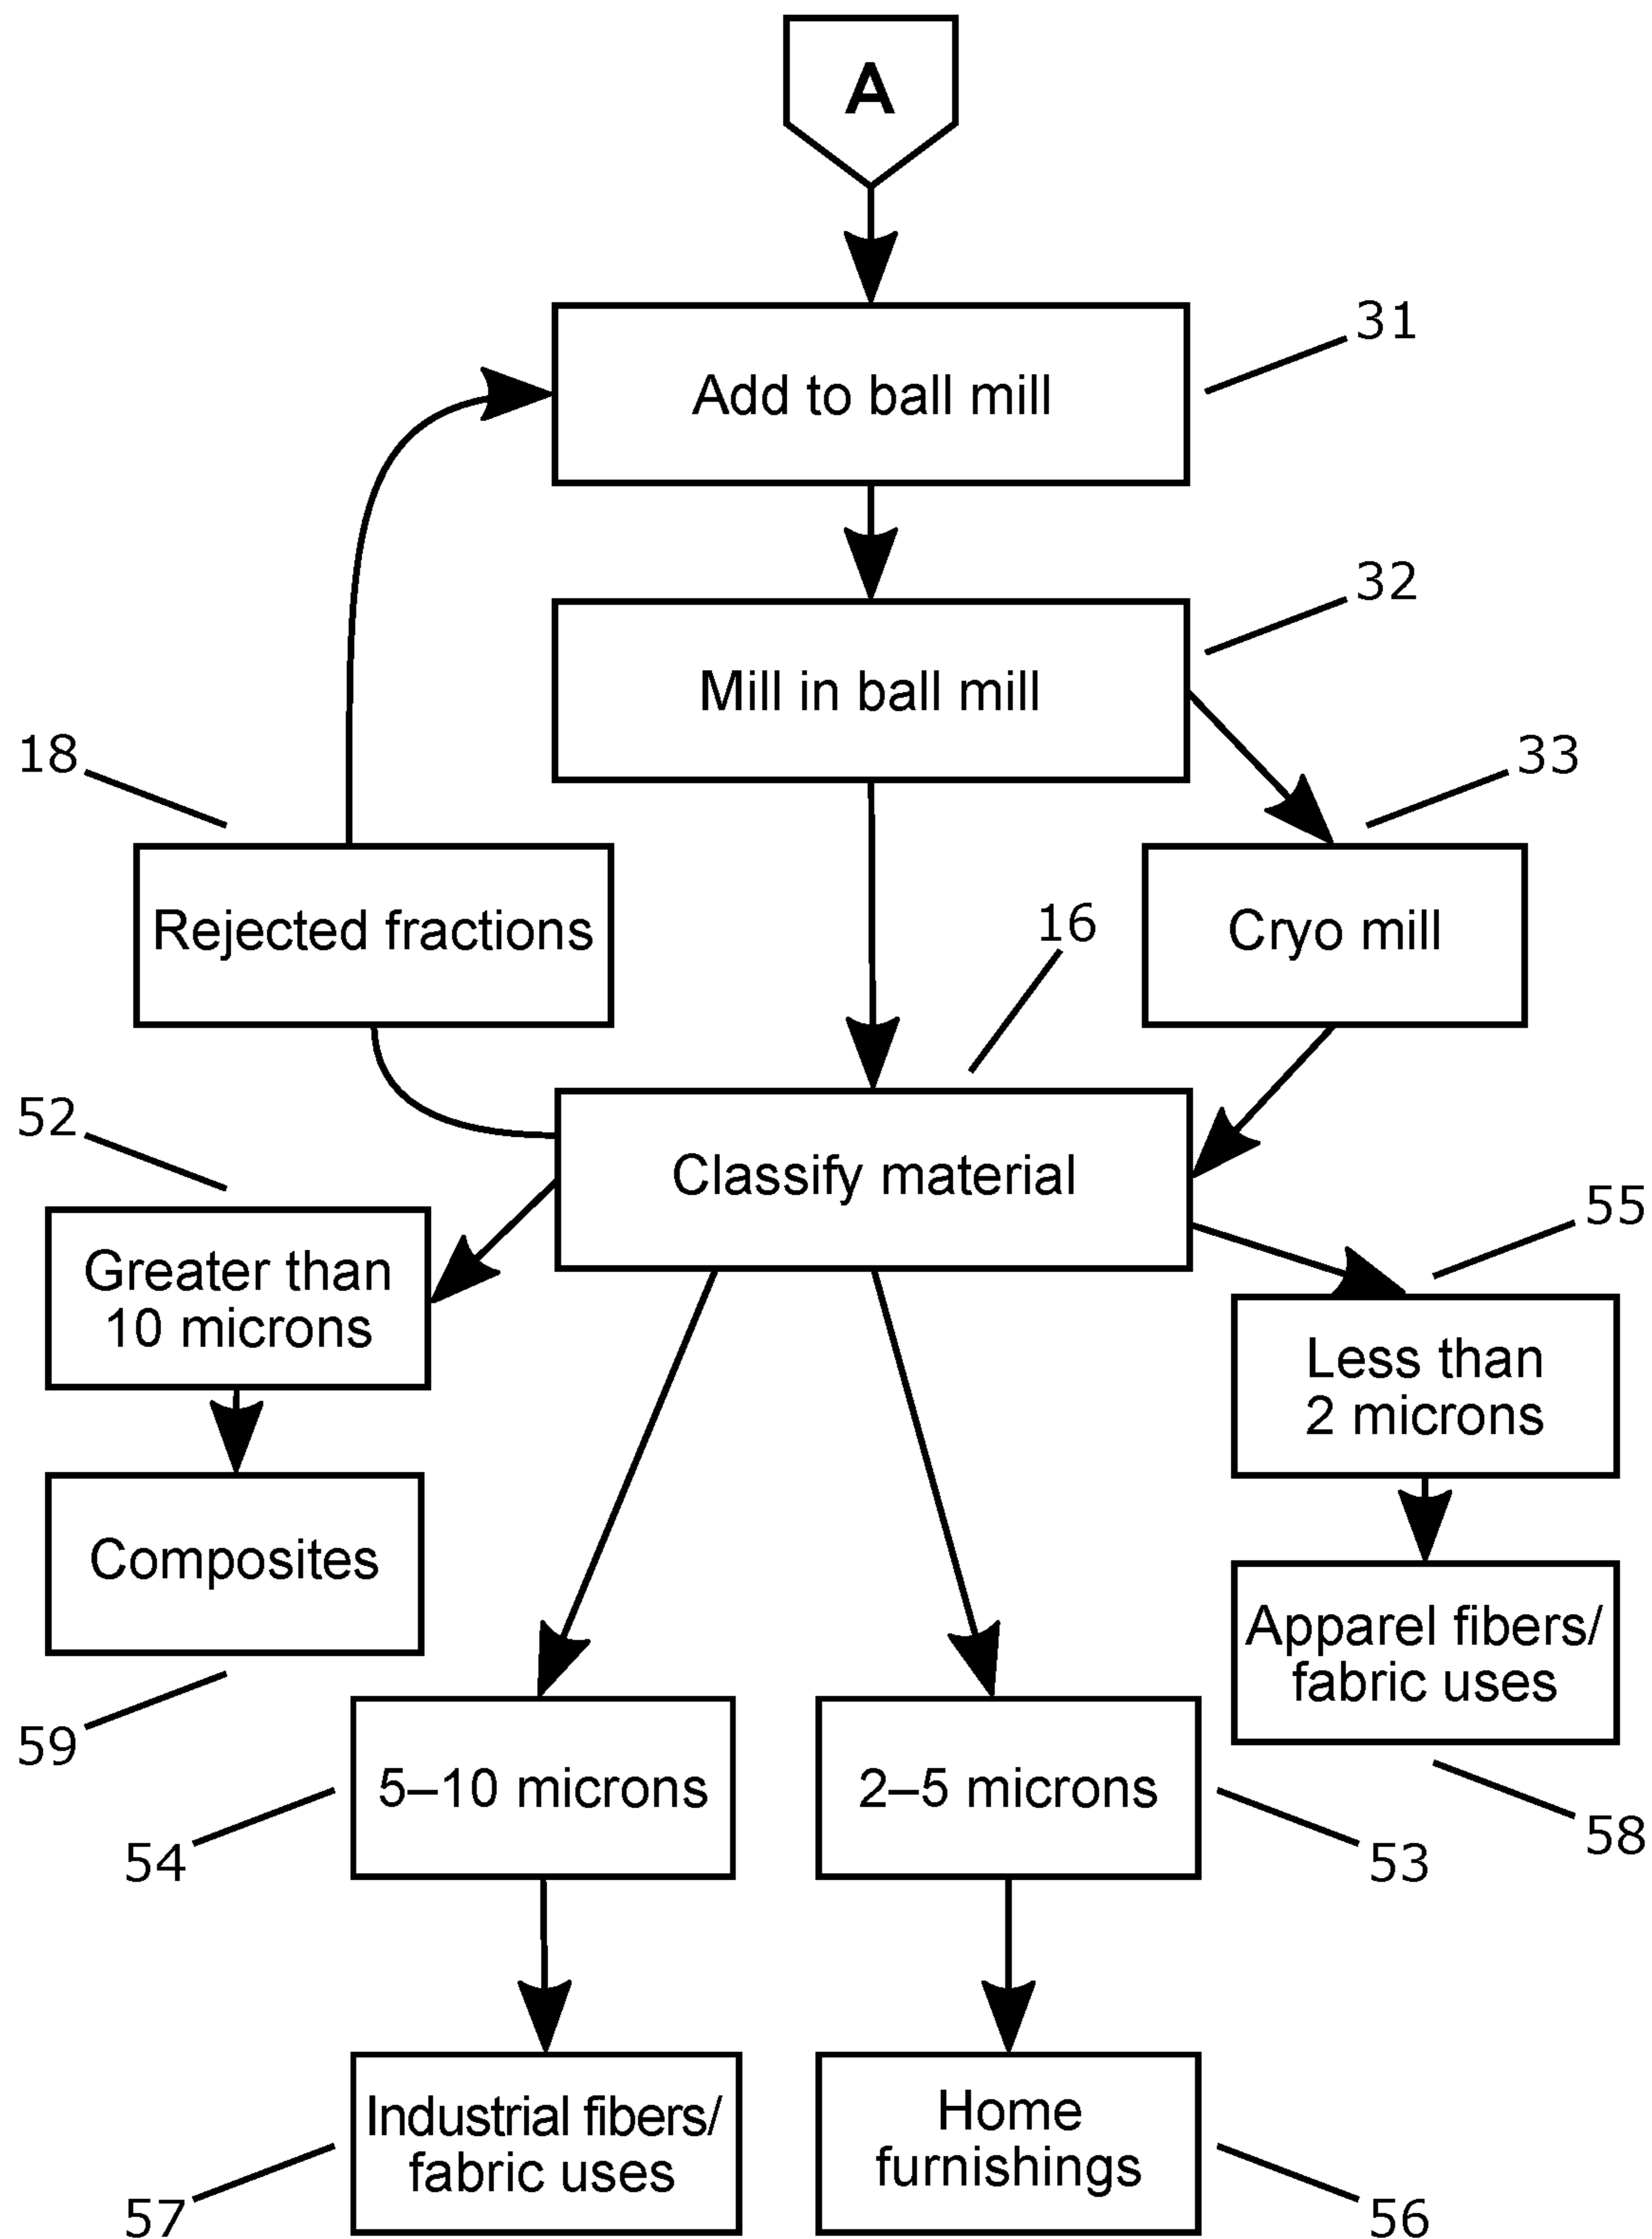 A
31
Add to ball mill
32
Mill in ball mill
18
33
Rejected fractions
16
Cryo mill
52
Classify material
55
Greater than
10 microns
Less than
2 microns
Composites
Apparel fibers/
fabric uses
59
5–10 microns
2–5 microns
54
53
58
Industrial fibers/
fabric uses
Home
furnishings
57
56